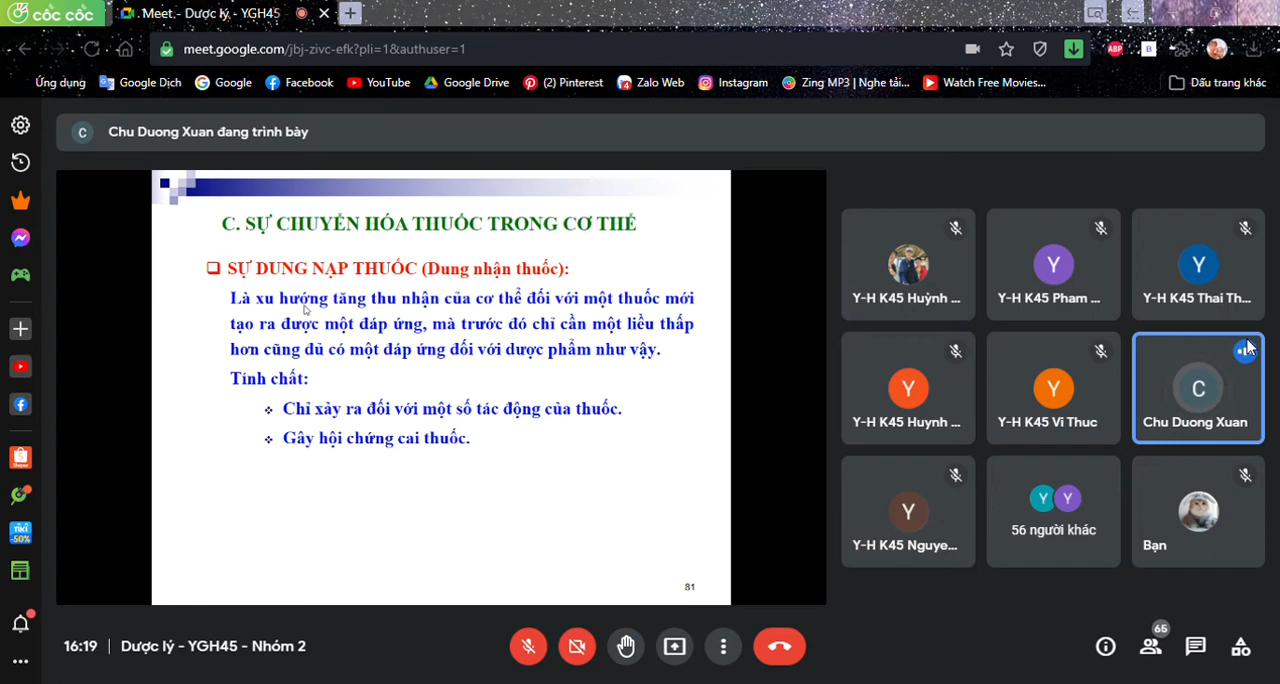 cốc cốc
Meet - Dược lý - YGH45
meet.google.com/jbj-zivc-efk?pli=1&authuser=1
ABP
B
Ứng dụng
Google Dịch
Google
Facebook
YouTube
Google Drive
(2) Pinterest
Zalo Web
Instagram
Zing MP3 | Nghe tải...
Watch Free Movies...
Dấu trang khác
C
Chu Duong Xuan đang trình bày
C. SỰ CHUYỂN HÓA THUỐC TRONG CƠ THỂ
SỰ DUNG NẠP THUỐC (Dung nhận thuốc):
Là xu hướng tăng thu nhận của cơ thể đối với một thuốc mới
tạo ra được một đáp ứng, mà trước đó chỉ cần một liều thấp
hơn cũng đủ có một đáp ứng đối với dược phẩm như vậy.
Tính chất:
Chỉ xảy ra đối với một số tác động của thuốc.
Gây hội chứng cai thuốc.
81
Y-H K45 Huỳnh ...
Y
Y-H K45 Pham ...
Y
Y-H K45 Thai Th...
Y
Y-H K45 Huynh ...
Y
Y-H K45 Vi Thuc
C
Chu Duong Xuan
Y
Y-H K45 Nguye...
Y Y
56 người khác
Bạn
TIKI
-50%
16:19
Dược lý - YGH45 - Nhóm 2
65